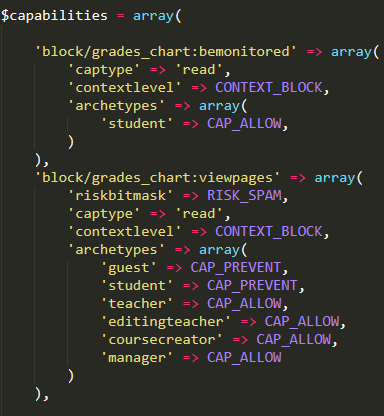 $capabilities = array(
'block/grades_chart:bemonitored' => array(
'captype' => 'read',
'contextlevel' => CONTEXT_BLOCK,
'archetypes' => array(
'student' => CAP_ALLOW,
)
),
'block/grades_chart:viewpages' => array(
'riskbitmask' => RISK_SPAM,
'captype' => 'read',
'contextlevel' => CONTEXT_BLOCK,
'archetypes' => array(
'guest' => CAP_PREVENT,
'student' => CAP_PREVENT,
'teacher' => CAP_ALLOW,
'editingteacher' => CAP_ALLOW,
'coursecreator' => CAP_ALLOW,
'manager' => CAP_ALLOW
)
),